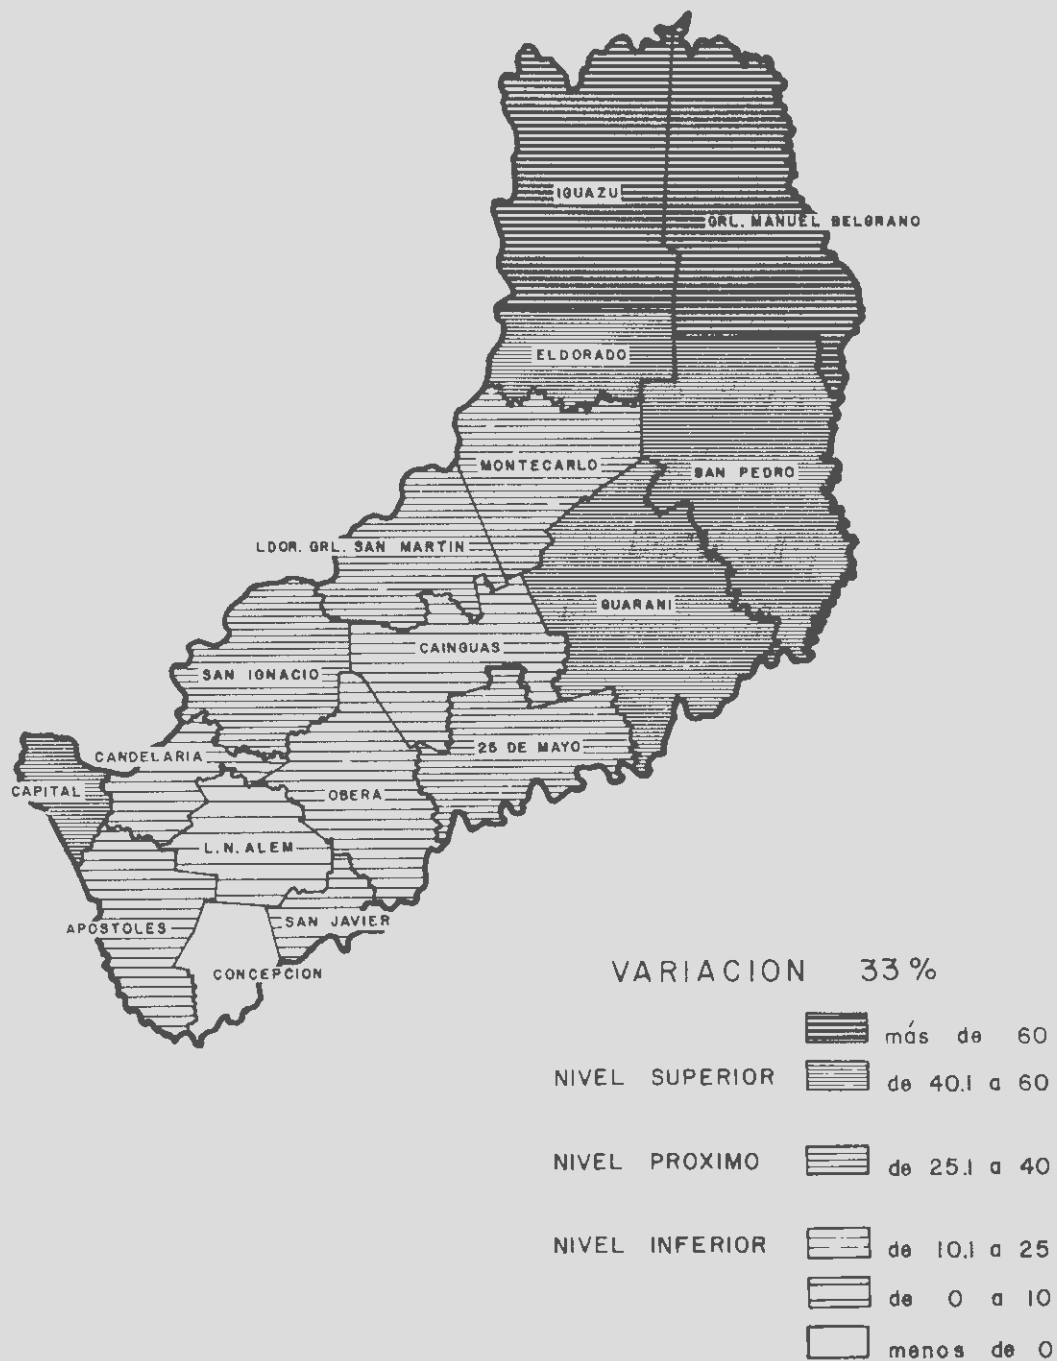 IGUAZU
GRL. MANUEL BELGRANO
ELDORADO
MONTECARLO
SAN PEDRO
LDOR. GRL. SAN MARTIN
GUARANI
CAINGUAS
SAN IGNACIO
25 DE MAYO
CANDELARIA
CAPITAL
OBERA
L.N. ALEM
APOSTOLES
SAN JAVIER
CONCEPCION
VARIACION 33%
más de 60
NIVEL SUPERIOR de 40.1 a 60
NIVEL PROXIMO de 25.1 a 40
NIVEL INFERIOR de 10.1 a 25
de 0 a 10
menos de 0